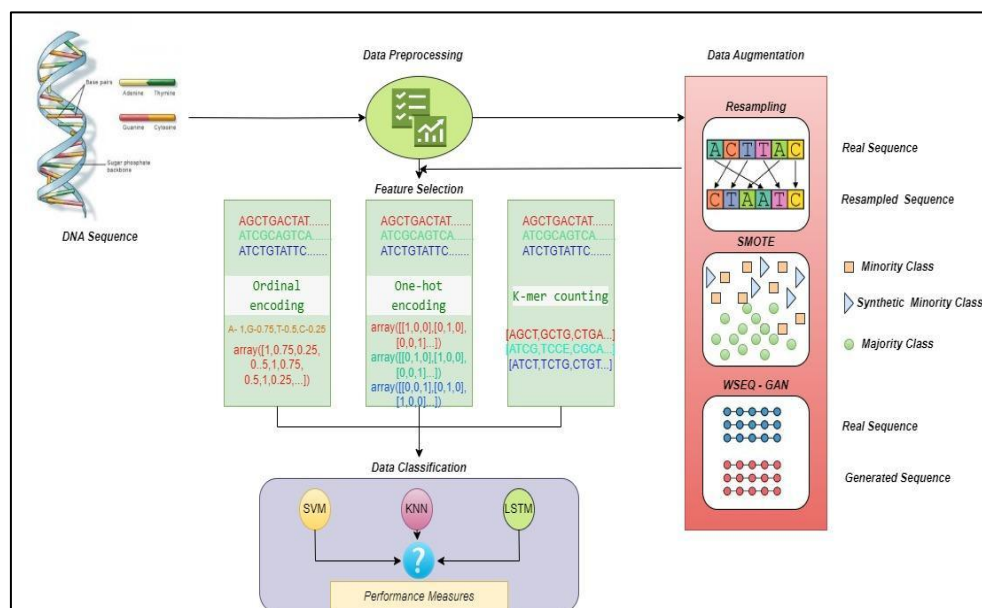 Data Preprocessing
Data Augmentation
Base pairs
Adenine Thymine
Guanine Cytosine
Sugar phosphate
backbone
DNA Sequence
Resampling
ACTTAC
Real Sequence
CTAATC
Resampled Sequence
SMOTE
Minority Class
Synthetic Minority Class
Majority Class
WSEQ - GAN
Real Sequence
Generated Sequence
Feature Selection
AGCTGACTAT.......
ATCGCAGTCA.......
ATCTGTATTC.......
Ordinal
encoding
A- 1,G-0.75,T-0.5,C-0.25
array([1,0.75,0.25,
0..5,1,0.75,
0.5,1,0.25,...])
AGCTGACTAT.......
ATCGCAGTCA.......
ATCTGTATTC.......
One-hot
encoding
array([[1,0,0],[0,1,0],
[0,0,1]...])
array([[0,1,0],[1,0,0],
[0,0,1]...])
array([[0,0,1],[0,1,0],
[1,0,0]...])
AGCTGACTAT.......
ATCGCAGTCA.......
ATCTGTATTC.......
K-mer counting
[AGCT,GCTG,CTGA...]
[ATCG,TCCE,CGCA...]
[ATCT,TCTG,CTGT...]
Data Classification
SVM
KNN
LSTM
?
Performance Measures